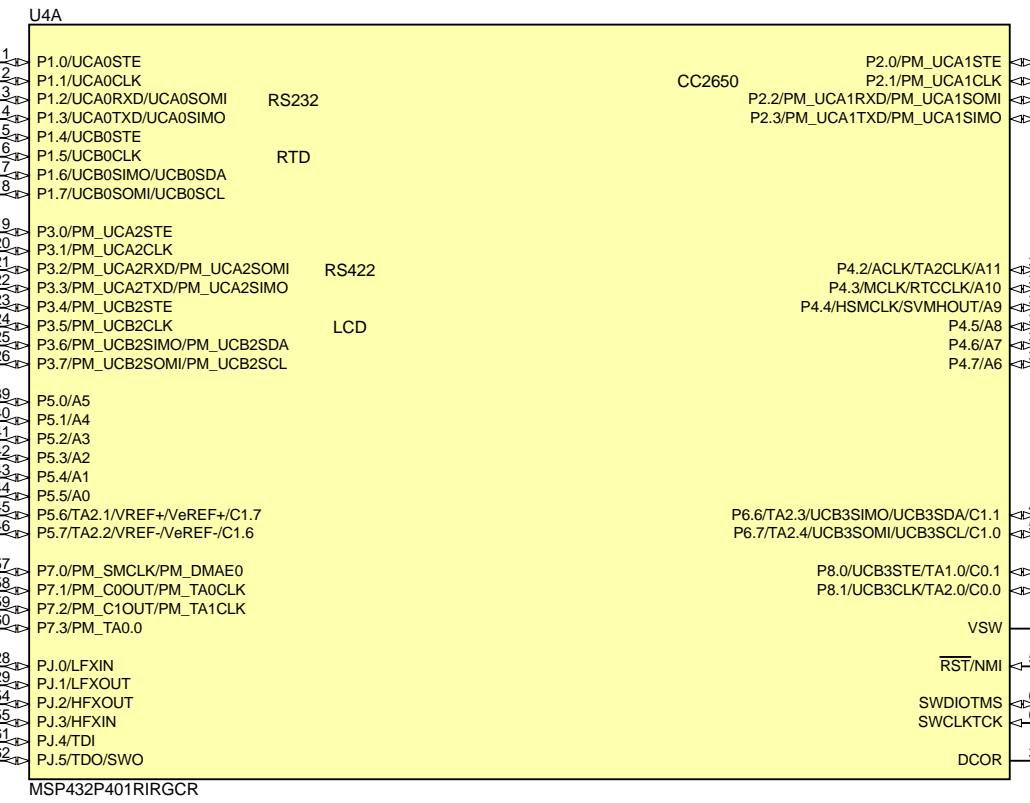 U4A
1 P1.0/UCA0STE
2 P1.1/UCA0CLK
3 P1.2/UCA0RXD/UCA0SOMI RS232
4 P1.3/UCA0TXD/UCA0SIMO
5 P1.4/UCB0STE
6 P1.5/UCB0CLK RTD
7 P1.6/UCB0SIMO/UCB0SDA
8 P1.7/UCB0SOMI/UCB0SCL
P3.0/PM_UCA2STE
P3.1/PM_UCA2CLK
P3.2/PM_UCA2RXD/PM_UCA2SOMI RS422
P3.3/PM_UCA2TXD/PM_UCA2SIMO
P3.4/PM_UCB2STE
P3.5/PM_UCB2CLK LCD
P3.6/PM_UCB2SIMO/PM_UCB2SDA
P3.7/PM_UCB2SOMI/PM_UCB2SCL
P5.0/A5
P5.1/A4
P5.2/A3
P5.3/A2
P5.4/A1
P5.5/A0
P5.6/TA2.1/VREF+/VeREF+/C1.7
P5.7/TA2.2/VREF-/VeREF-/C1.6
P7.0/PM_SMCLK/PM_DMAE0
P7.1/PM_C0OUT/PM_TA0CLK
P7.2/PM_C1OUT/PM_TA1CLK
P7.3/PM_TA0.0
PJ.0/LFXIN
PJ.1/LFXOUT
PJ.2/HFXOUT
PJ.3/HFXIN
PJ.4/TDI
PJ.5/TDO/SWO
P2.0/PM_UCA1STE
CC2650 P2.1/PM_UCA1CLK
P2.2/PM_UCA1RXD/PM_UCA1SOMI
P2.3/PM_UCA1TXD/PM_UCA1SIMO
P4.2/ACLK/TA2CLK/A11
P4.3/MCLK/RTCCLK/A10
P4.4/HSMCLK/SVMHOUT/A9
P4.5/A8
P4.6/A7
P4.7/A6
P6.6/TA2.3/UCB3SIMO/UCB3SDA/C1.1
P6.7/TA2.4/UCB3SOMI/UCB3SCL/C1.0
P8.0/UCB3STE/TA1.0/C0.1
P8.1/UCB3CLK/TA2.0/C0.0
VSW
RST/NMI
SWDIOTMS
SWCLKTCK
DCOR
MSP432P401RIRGCR